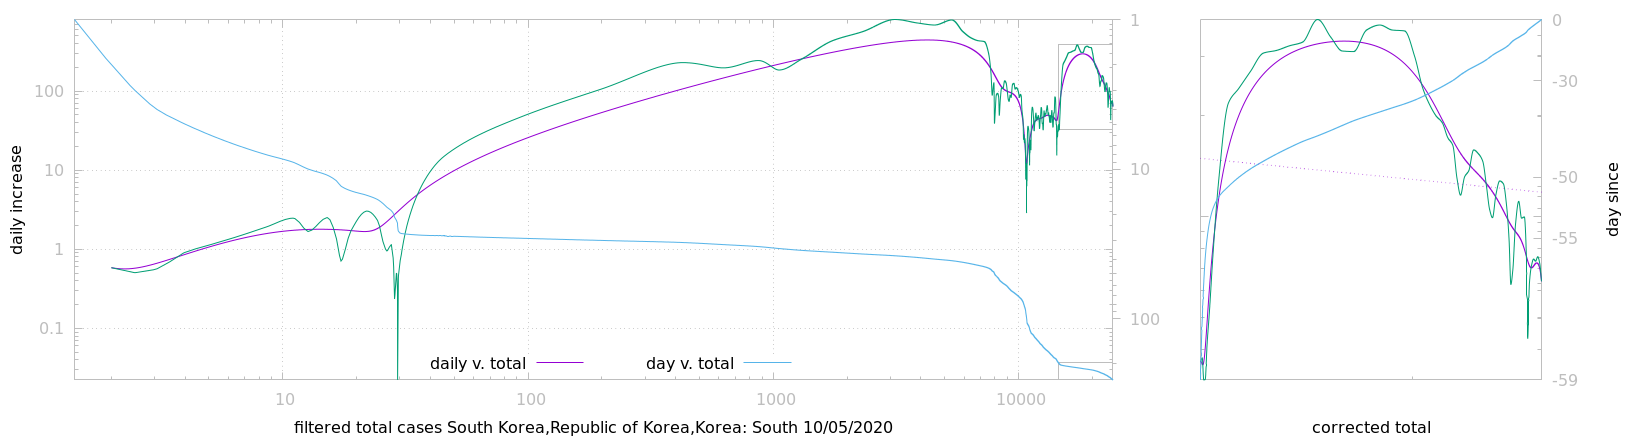 daily increase
100
10
1
0.1
10
100
1000
10000
1
10
100
daily v. total
day v. total
filtered total cases South Korea,Republic of Korea,Korea: South 10/05/2020
0
-30
-50
-55
-59
day since
corrected total